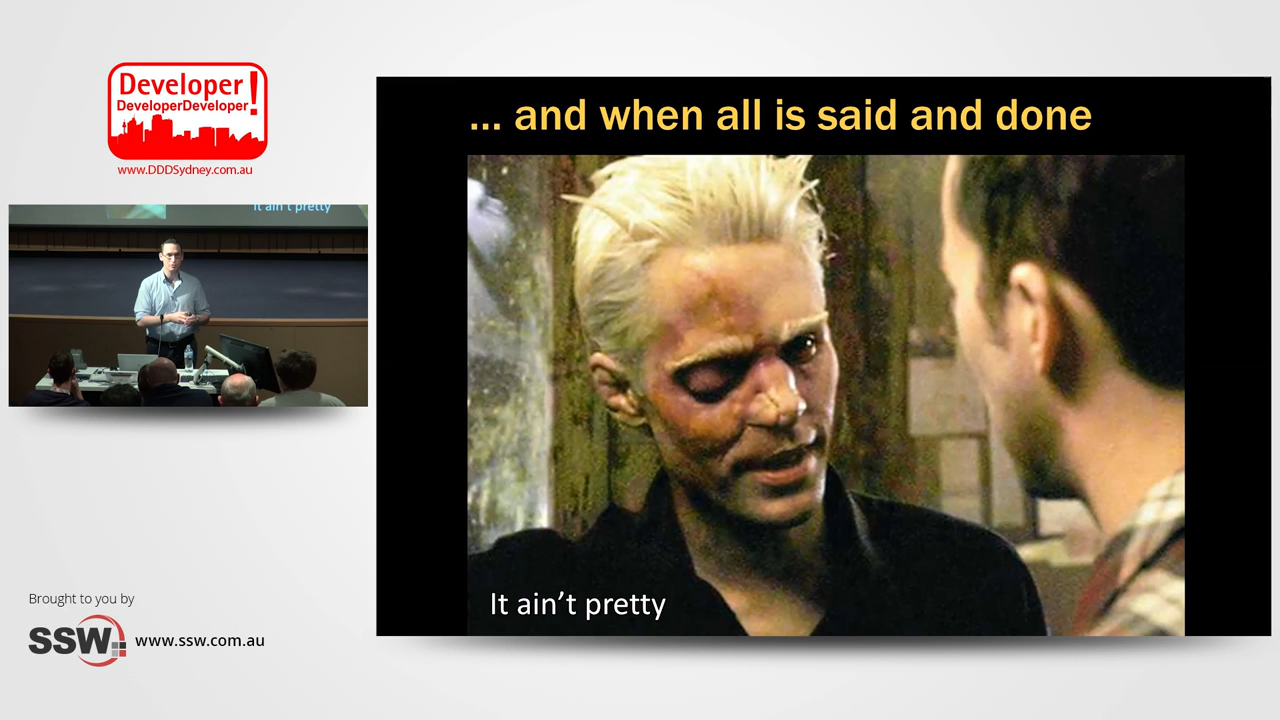 Developer!
DeveloperDeveloper
www.DDDSydney.com.au
It ain't pretty
... and when all is said and done
It ain't pretty
Brought to you by
SSW
www.ssw.com.au